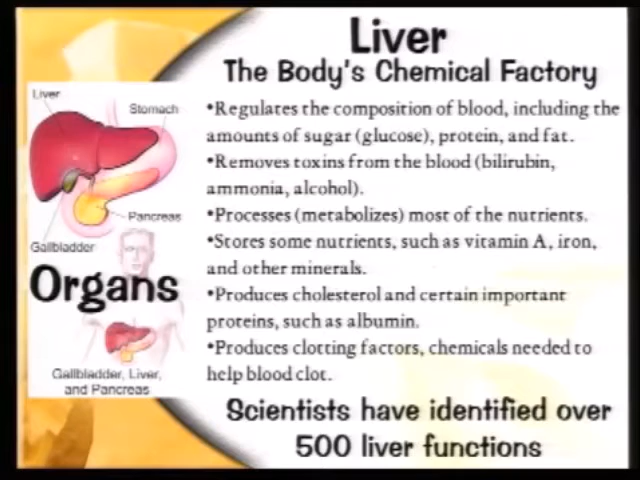 Liver
The Body's Chemical Factory
•Regulates the composition of blood, including the
amounts of sugar (glucose), protein, and fat.
•Removes toxins from the blood (bilirubin,
ammonia, alcohol).
•Processes (metabolizes) most of the nutrients.
•Stores some nutrients, such as vitamin A, iron,
and other minerals.
•Produces cholesterol and certain important
proteins, such as albumin.
•Produces clotting factors, chemicals needed to
help blood clot.
Scientists have identified over
500 liver functions
Liver
Stomach
Pancreas
Gallbladder
Organs
Gallbladder, Liver,
and Pancreas